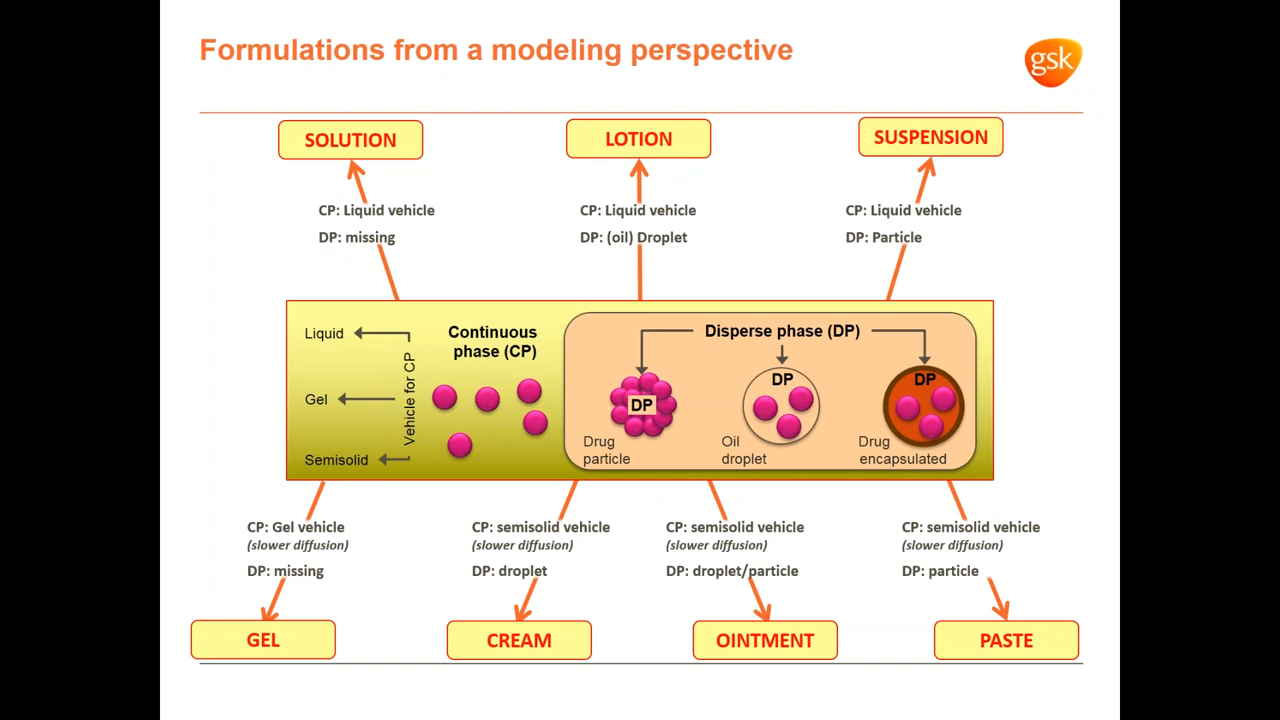 Formulations from a modeling perspective
gsk
SOLUTION
LOTION
SUSPENSION
CP: Liquid vehicle
DP: missing
CP: Liquid vehicle
DP: (oil) Droplet
CP: Liquid vehicle
DP: Particle
Liquid
Gel
Semisolid
Vehicle for CP
Continuous
phase (CP)
Disperse phase (DP)
DP
Drug
particle
DP
Oil
droplet
DP
Drug
encapsulated
CP: Gel vehicle
(slower diffusion)
DP: missing
CP: semisolid vehicle
(slower diffusion)
DP: droplet
CP: semisolid vehicle
(slower diffusion)
DP: droplet/particle
CP: semisolid vehicle
(slower diffusion)
DP: particle
GEL
CREAM
OINTMENT
PASTE